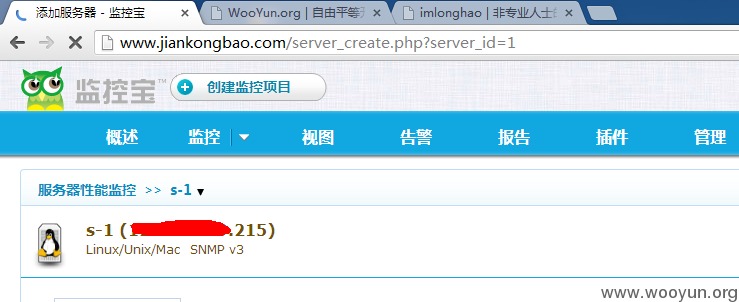 添加服务器 - 监控宝
WooYun.org | 自由平等
imlonghao | 非专业人士
www.jiankongbao.com/server_create.php?server_id=1
监控宝™
创建监控项目
概述 监控 视图 告警 报告 插件 管理
服务器性能监控 >> s-1
s-1 (1 .215)
Linux/Unix/Mac SNMP v3
www.wooyun.org